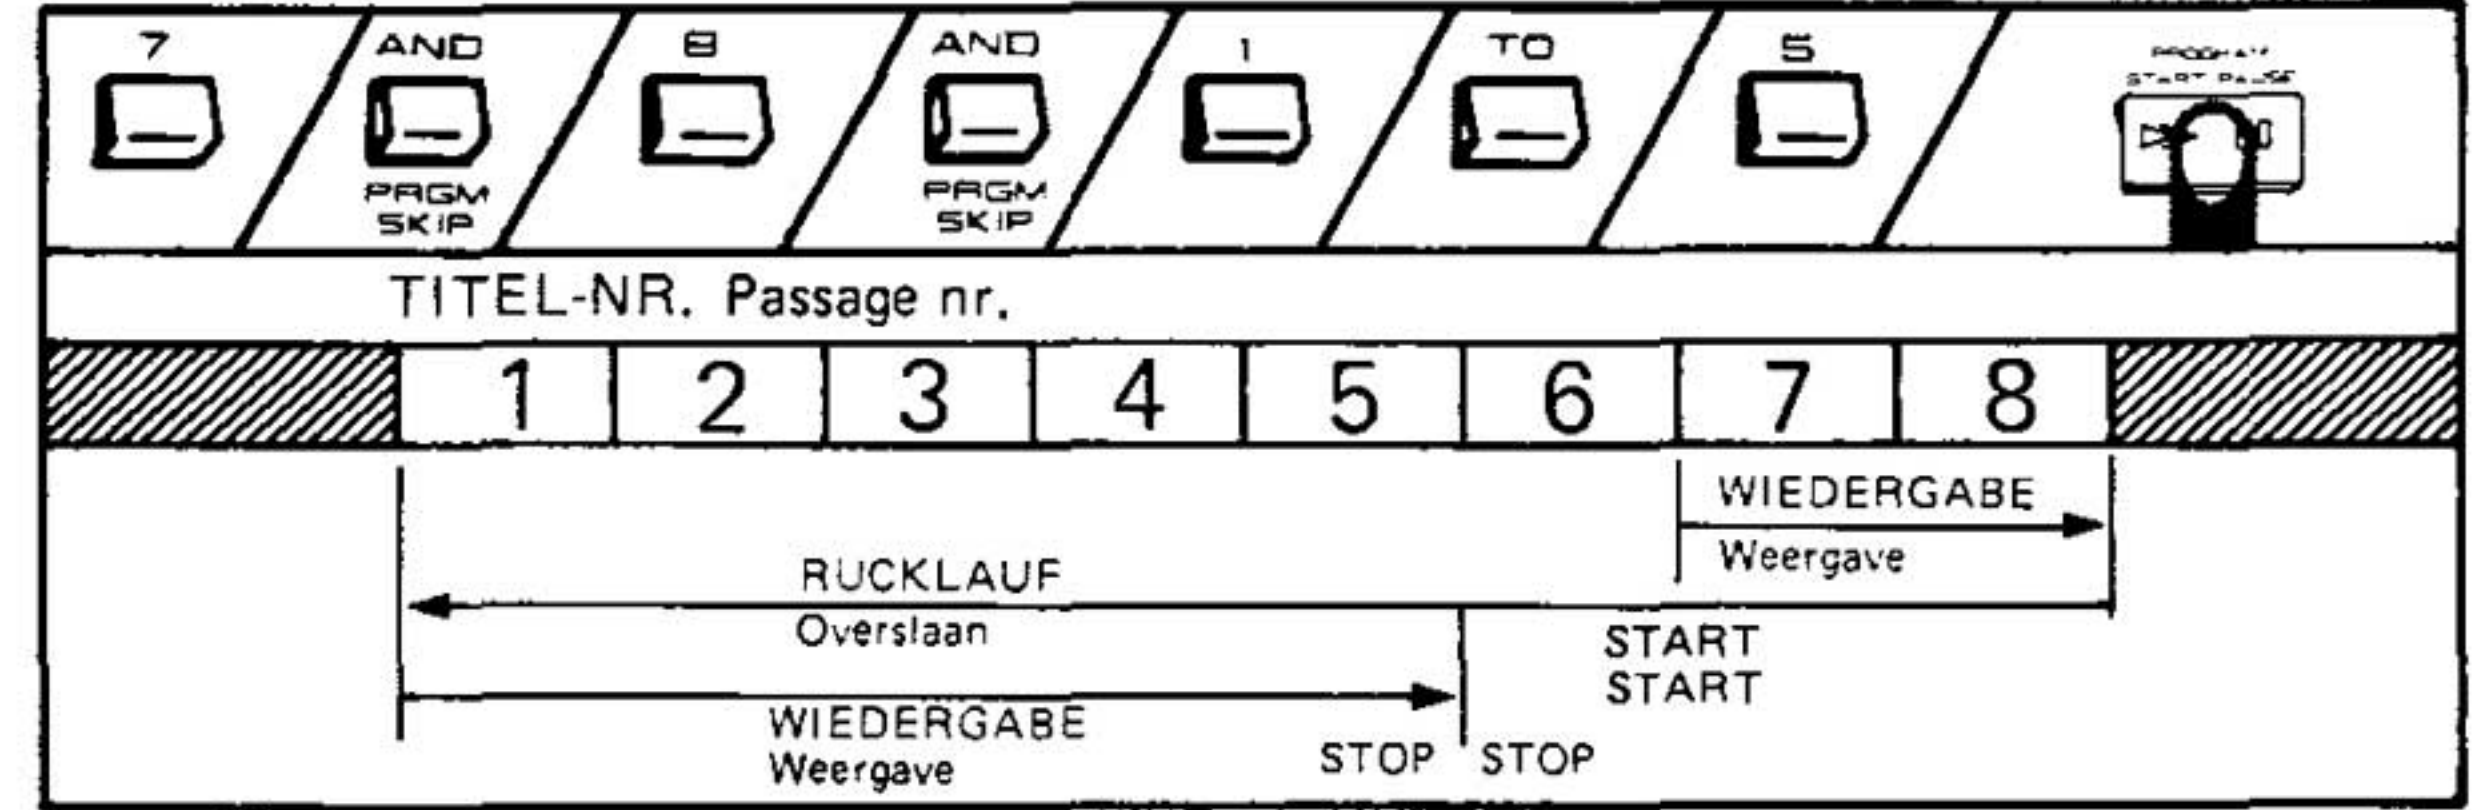 7 AND 8 AND 1 TO 5
START PAUSE
PRGM PRGM
SKIP SKIP
TITEL-NR. Passage nr.
1 2 3 4 5 6 7 8
WIEDERGABE
Weergave
RUCKLAUF
Overslaan
START
START
WIEDERGABE
Weergave
STOP STOP